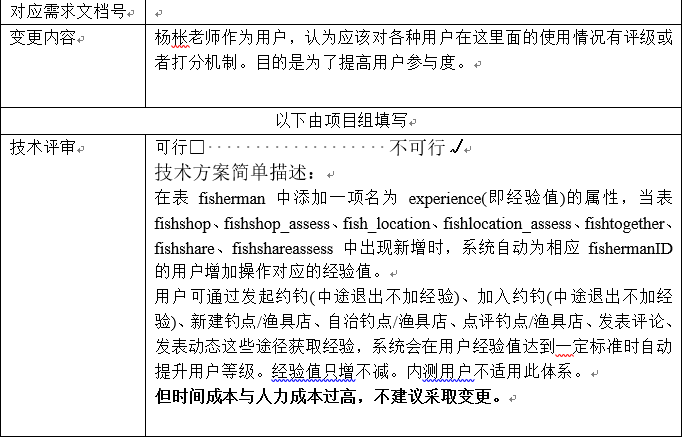 对应需求文档号
变更内容
杨枨老师作为用户，认为应该对各种用户在这里面的使用情况有评级或
者打分机制。目的是为了提高用户参与度。
以下由项目组填写
技术评审
可行□····················不可行✓
技术方案简单描述：
在表 fisherman 中添加一项名为 experience(即经验值)的属性，当表
fishshop、fishshop_assess、fish_location、fishlocation_assess、fishtogether、
fishshare、fishshareassess 中出现新增时，系统自动为相应 fishermanID
的用户增加操作对应的经验值。
用户可通过发起约钓(中途退出不加经验)、加入约钓(中途退出不加经
验)、新建钓点/渔具店、自治钓点/渔具店、点评钓点/渔具店、发表评论、
发表动态这些途径获取经验，系统会在用户经验值达到一定标准时自动
提升用户等级。经验值只增不减。内测用户不适用此体系。
但时间成本与人力成本过高，不建议采取变更。